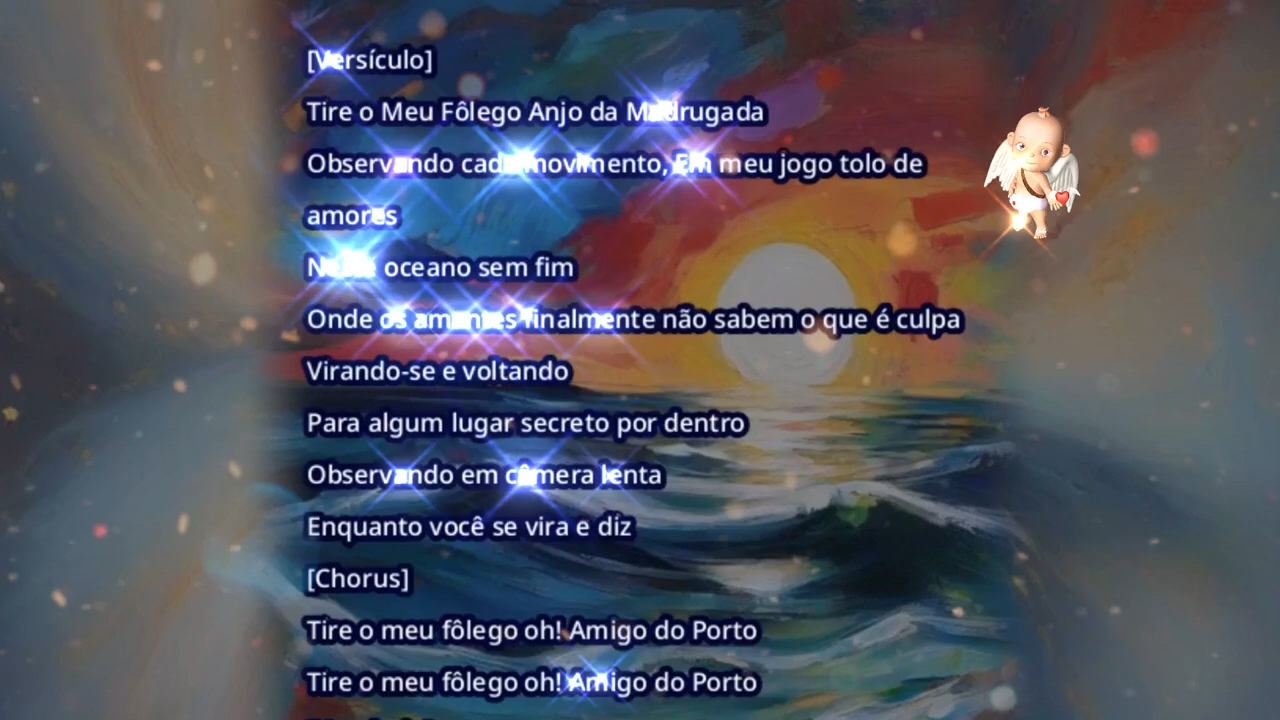 [Versículo]
Tire o Meu Fôlego Anjo da Madrugada
Observando cada movimento, Em meu jogo tolo de
amores
Nesse oceano sem fim
Onde os amantes finalmente não sabem o que é culpa
Virando-se e voltando
Para algum lugar secreto por dentro
Observando em câmera lenta
Enquanto você se vira e diz
[Chorus]
Tire o meu fôlego oh! Amigo do Porto
Tire o meu fôlego oh! Amigo do Porto